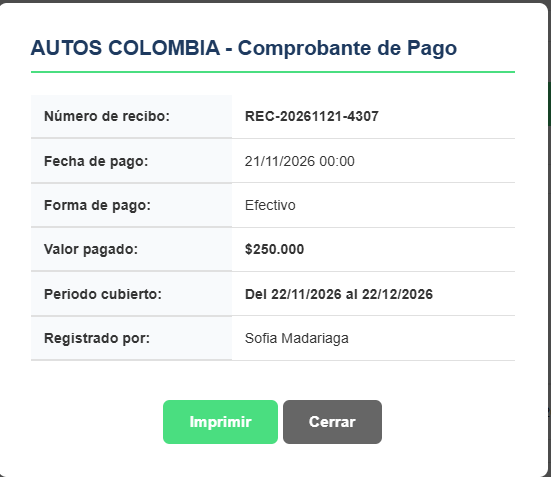 AUTOS COLOMBIA - Comprobante de Pago
Número de recibo: REC-20261121-4307
Fecha de pago: 21/11/2026 00:00
Forma de pago: Efectivo
Valor pagado: $250.000
Periodo cubierto: Del 22/11/2026 al 22/12/2026
Registrado por: Sofia Madariaga
Imprimir Cerrar